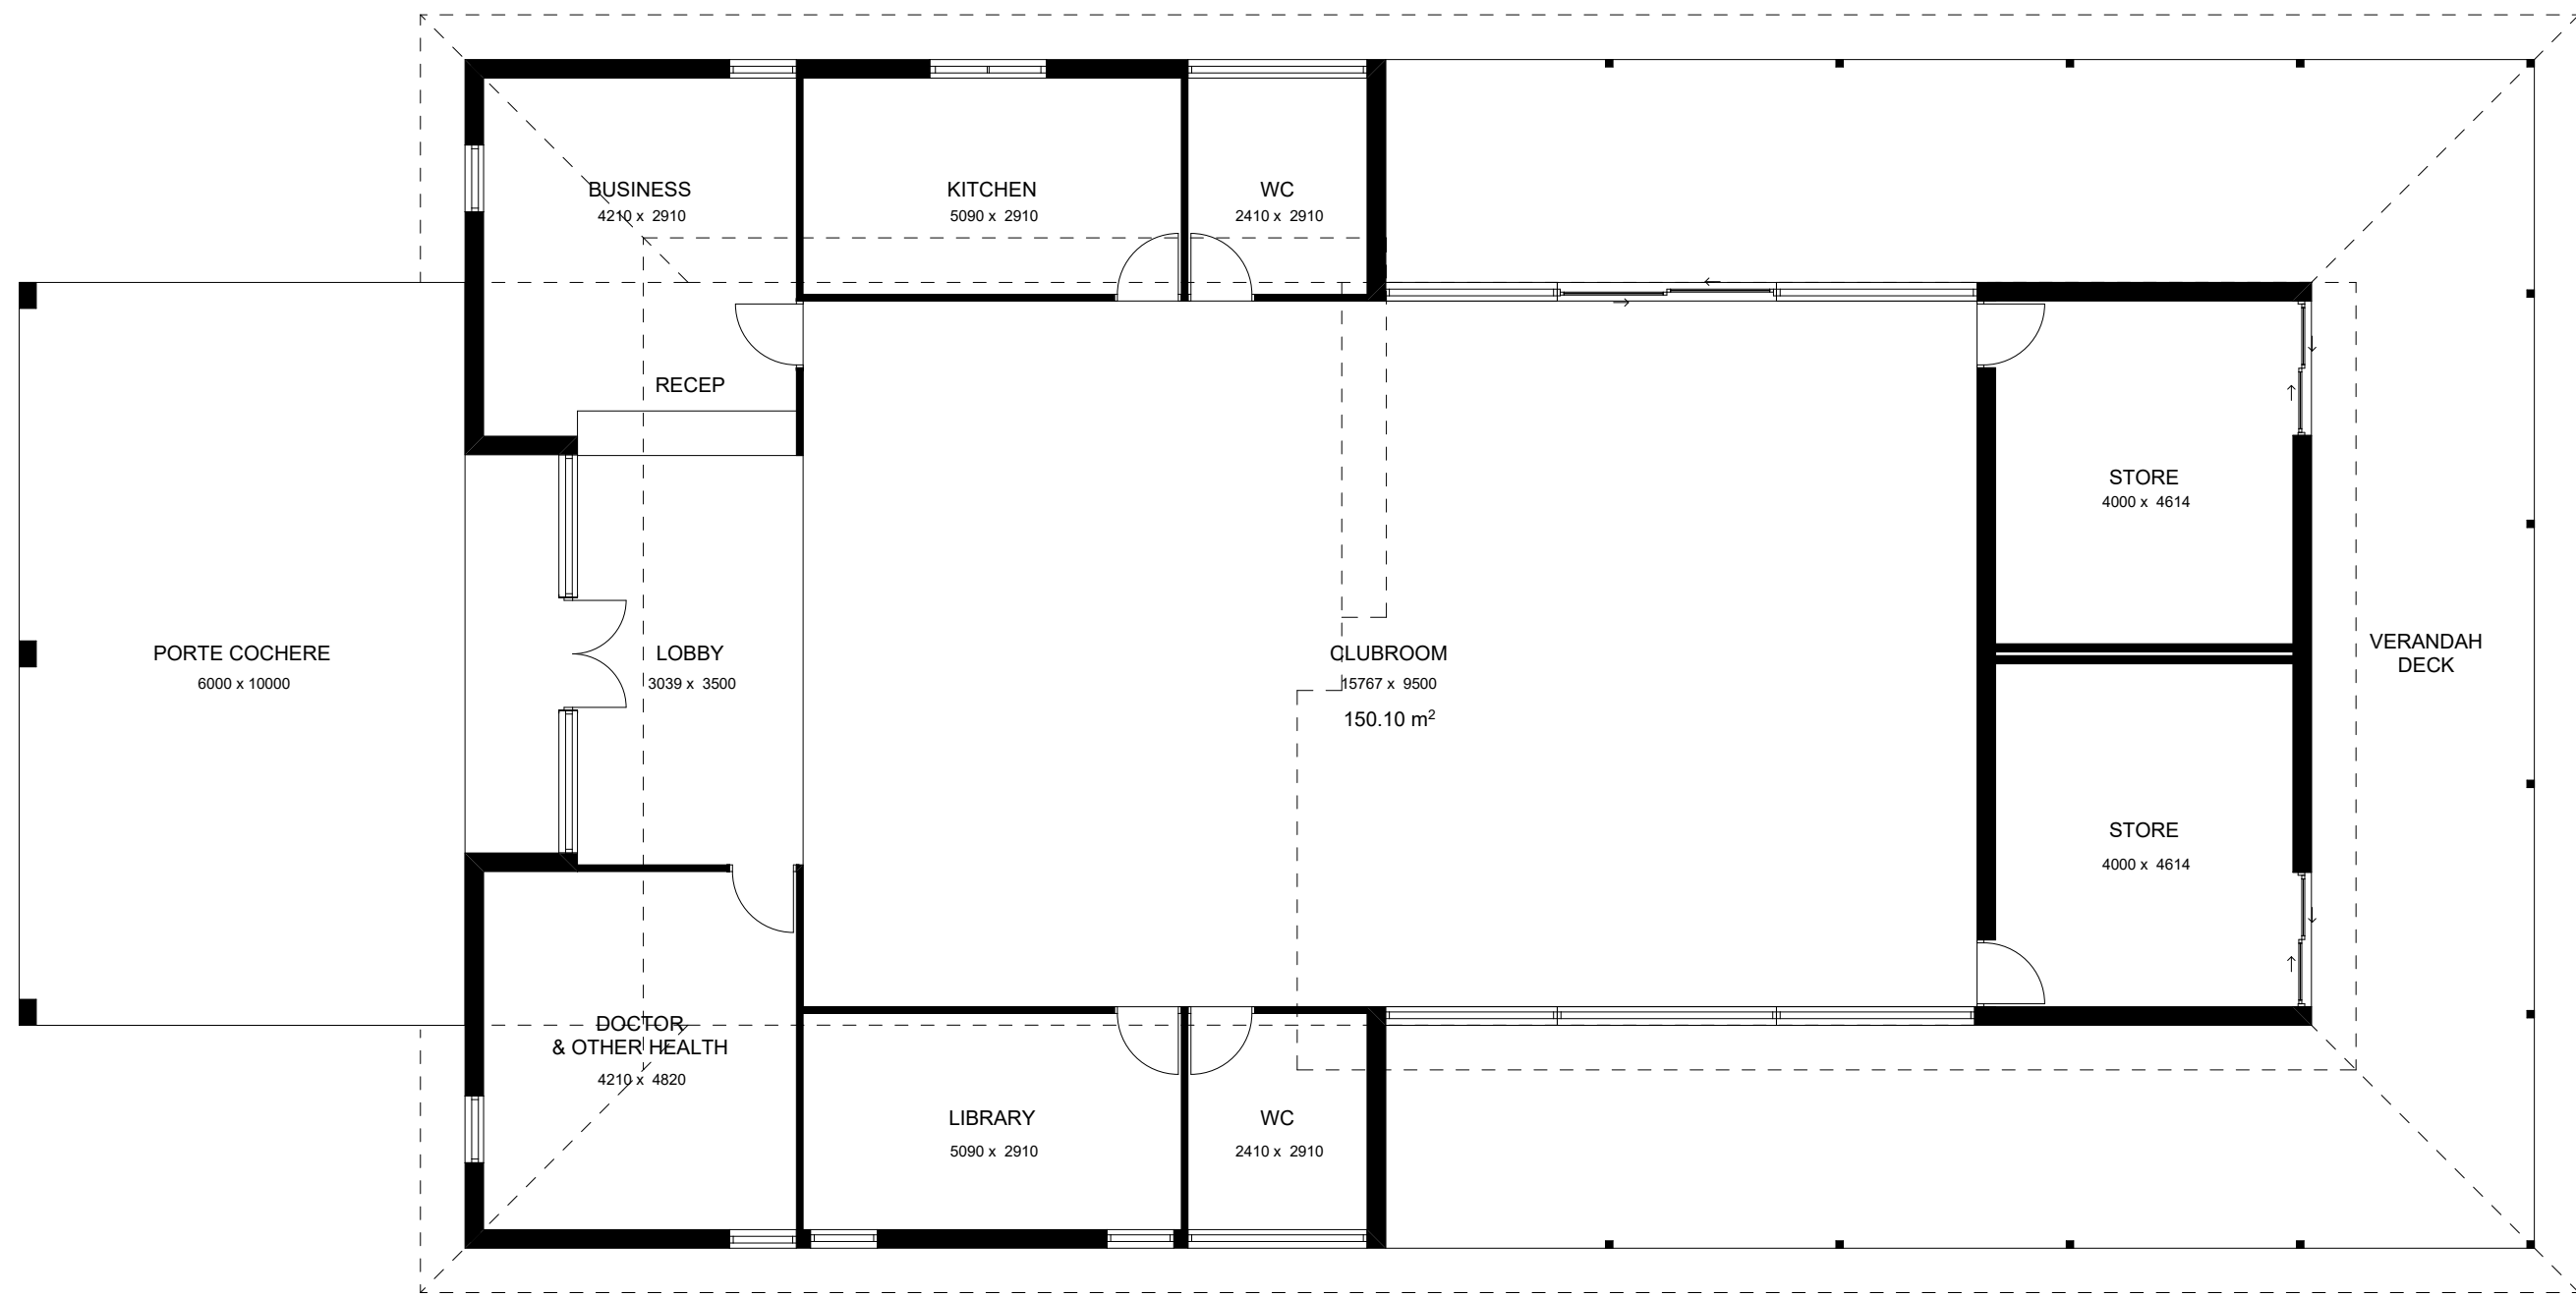 BUSINESS
4210 x 2910
KITCHEN
5090 x 2910
WC
2410 x 2910
RECEP
STORE
4000 x 4614
PORTE COCHERE
6000 x 10000
LOBBY
3039 x 3500
CLUBROOM
15767 x 9500
150.10 m²
VERANDAH
DECK
STORE
4000 x 4614
DOCTOR
& OTHER HEALTH
4210 x 4820
LIBRARY
5090 x 2910
WC
2410 x 2910